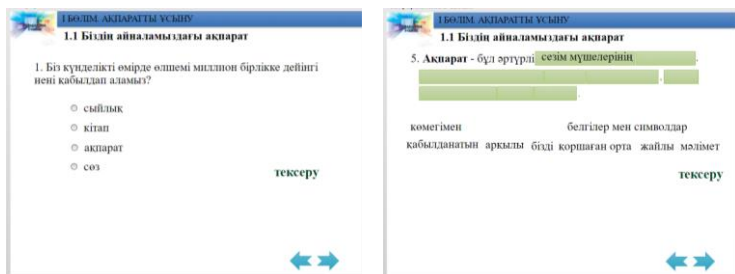 І БӨЛІМ. АҚПАРАТТЫ ҰСЫНУ
1.1 Біздің айналамыздағы ақпарат
1. Біз күнделікті өмірде өлшемі миллион бірлікке дейінгі
нені қабылдап аламыз?
сыйлық
кітап
ақпарат
сөз
тексеру
І БӨЛІМ. АҚПАРАТТЫ ҰСЫНУ
1.1 Біздің айналамыздағы ақпарат
5. Ақпарат - бұл әртүрлі сезім мүшелерінің .
, 
.
көмегімен белгілер мен символдар
қабылданатын арқылы бізді қоршаған орта жайлы мәлімет
тексеру